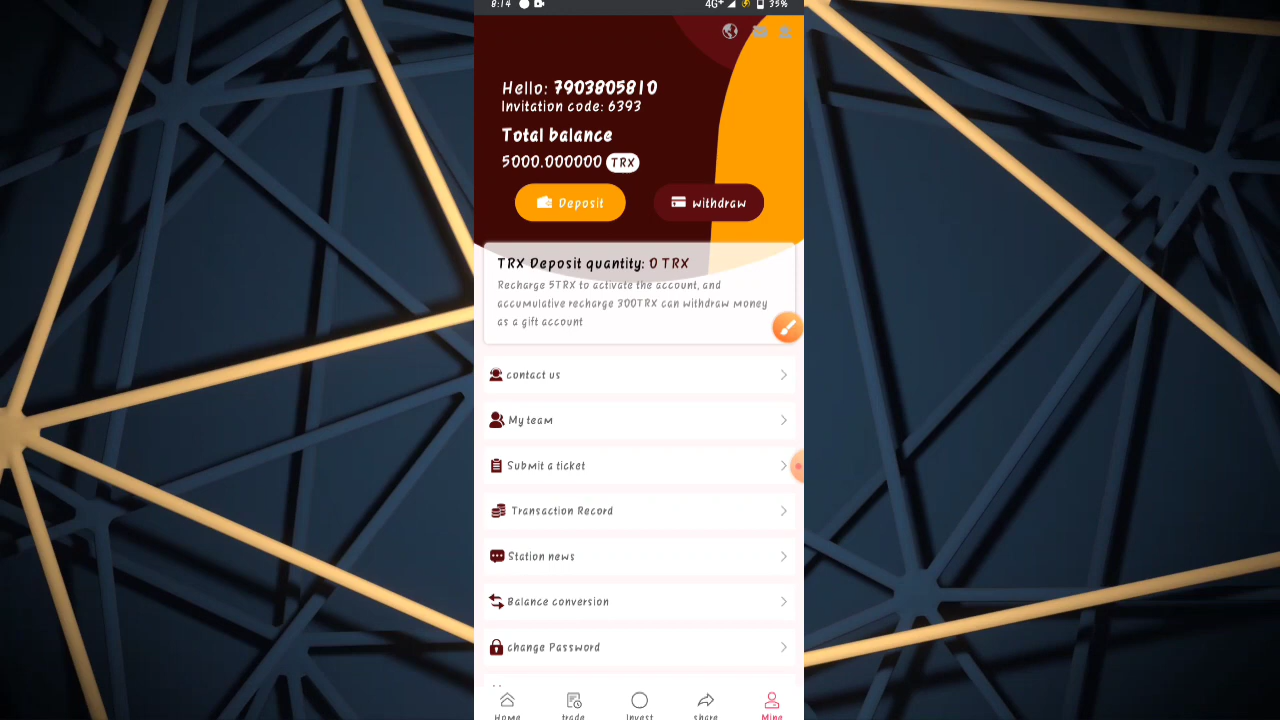 8:14
4G+ 35%
Hello: 7903805810
Invitation code: 6393
Total balance
5000.000000 TRX
Deposit
withdraw
TRX Deposit quantity: 0 TRX
Recharge 5TRX to activate the account, and
accumulative recharge 300TRX can withdraw money
as a gift account
contact us
My team
Submit a ticket
Transaction Record
Station news
Balance conversion
change Password
Home
trade
Invest
share
Mine